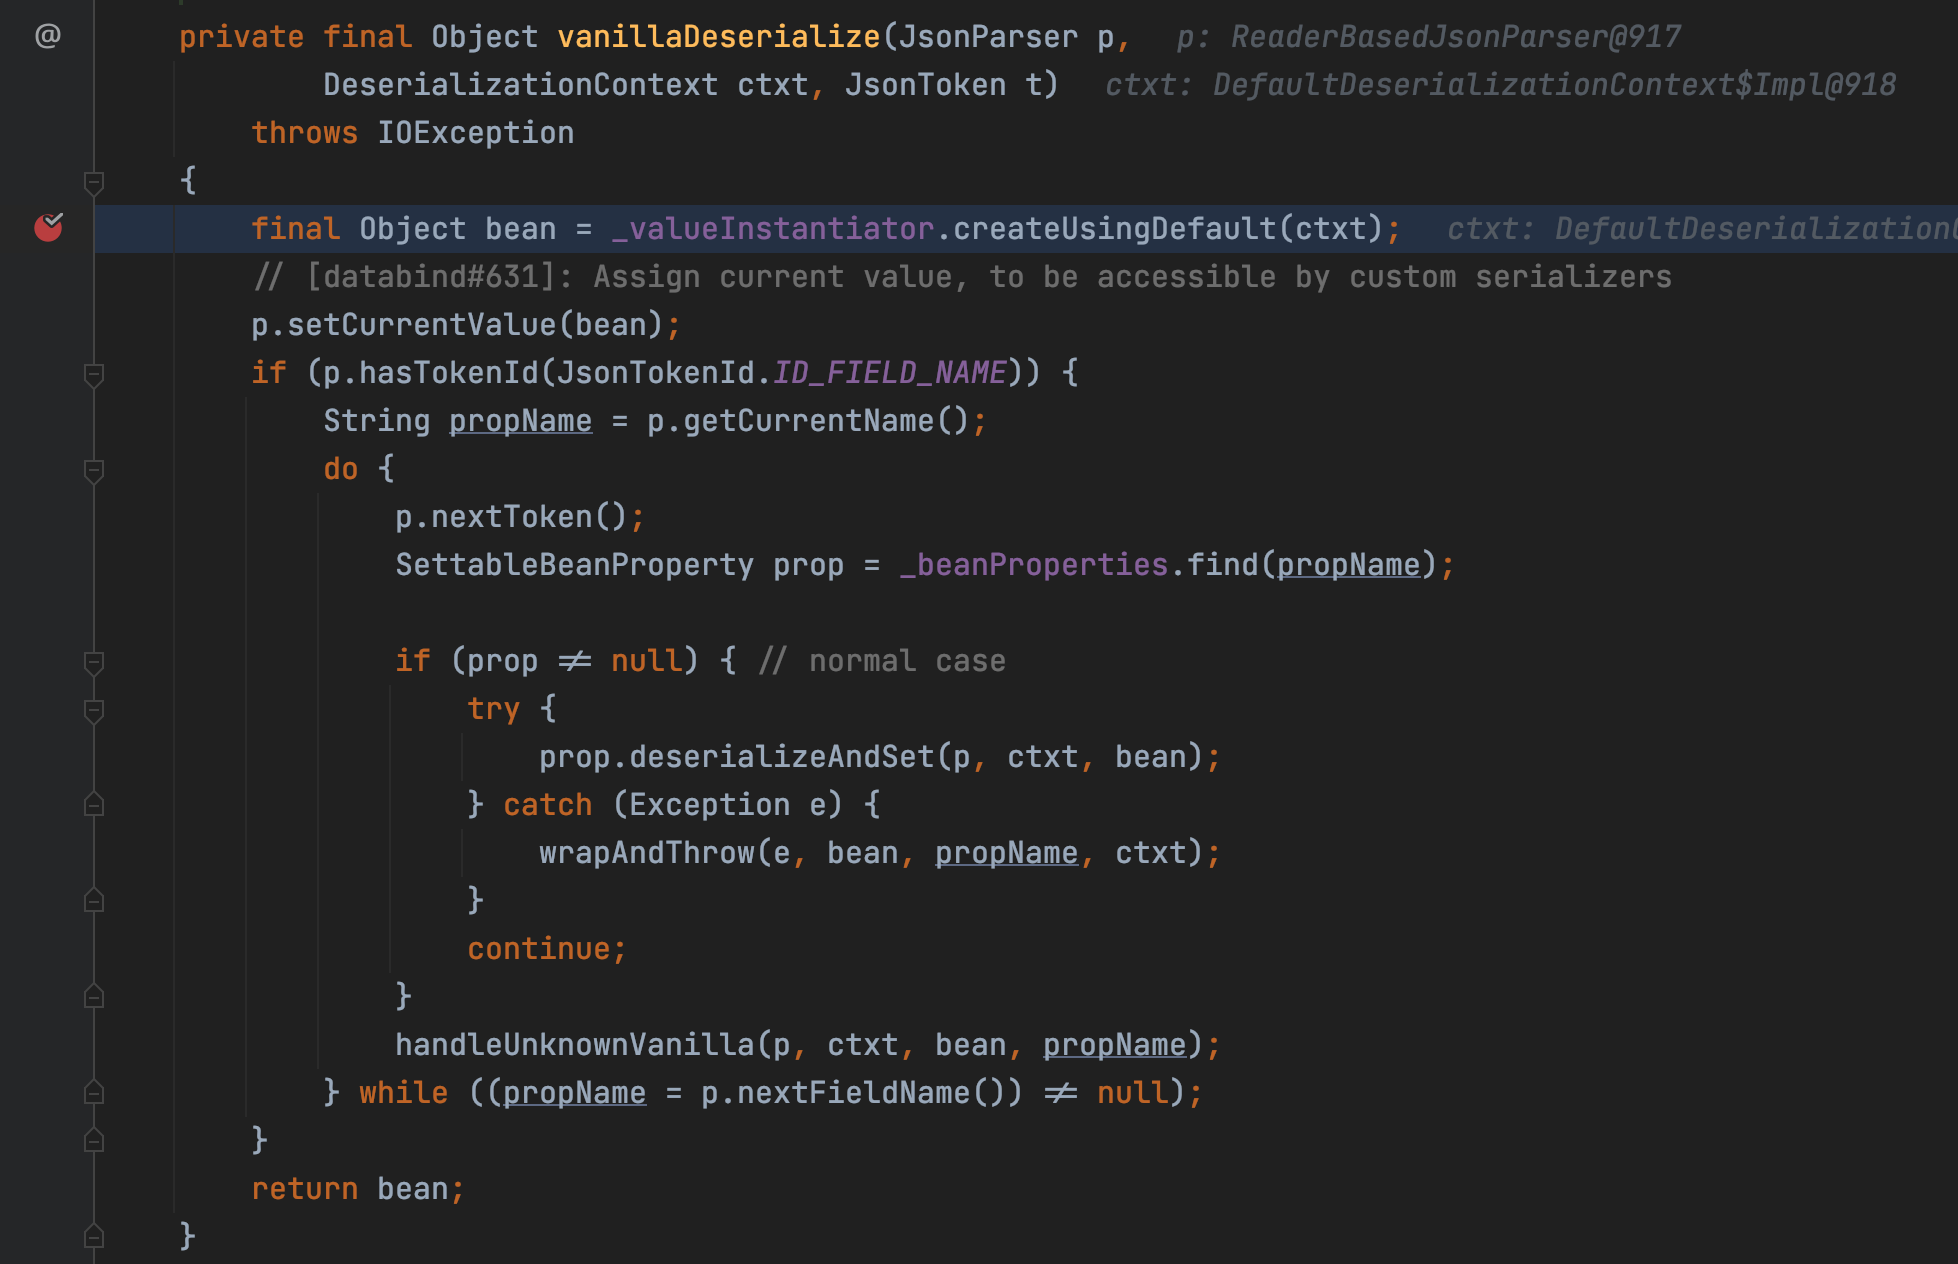 @ private final Object vanillaDeserialize(JsonParser p,   p: ReaderBasedJsonParser@917
        DeserializationContext ctxt, JsonToken t)   ctxt: DefaultDeserializationContext$Impl@918
    throws IOException
{
    final Object bean = _valueInstantiator.createUsingDefault(ctxt);   ctxt: DefaultDeserialization
    // [databind#631]: Assign current value, to be accessible by custom serializers
    p.setCurrentValue(bean);
    if (p.hasTokenId(JsonTokenId.ID_FIELD_NAME)) {
        String propName = p.getCurrentName();
        do {
            p.nextToken();
            SettableBeanProperty prop = _beanProperties.find(propName);

            if (prop != null) { // normal case
                try {
                    prop.deserializeAndSet(p, ctxt, bean);
                } catch (Exception e) {
                    wrapAndThrow(e, bean, propName, ctxt);
                }
                continue;
            }
            handleUnknownVanilla(p, ctxt, bean, propName);
        } while ((propName = p.nextFieldName()) != null);
    }
    return bean;
}